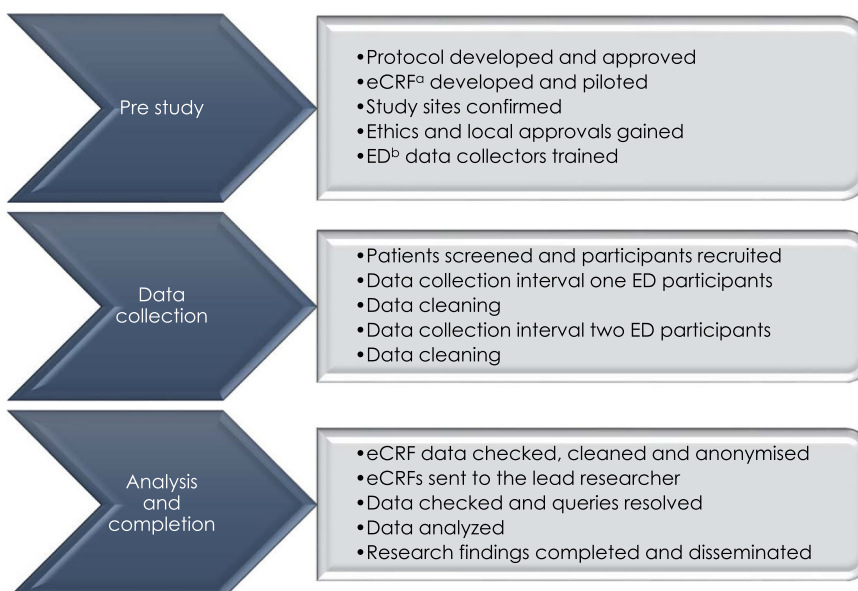 Pre study
•Protocol developed and approved
•eCRFᵃ developed and piloted
•Study sites confirmed
•Ethics and local approvals gained
•EDᵇ data collectors trained
Data
collection
•Patients screened and participants recruited
•Data collection interval one ED participants
•Data cleaning
•Data collection interval two ED participants
•Data cleaning
Analysis
and
completion
•eCRF data checked, cleaned and anonymised
•eCRFs sent to the lead researcher
•Data checked and queries resolved
•Data analyzed
•Research findings completed and disseminated